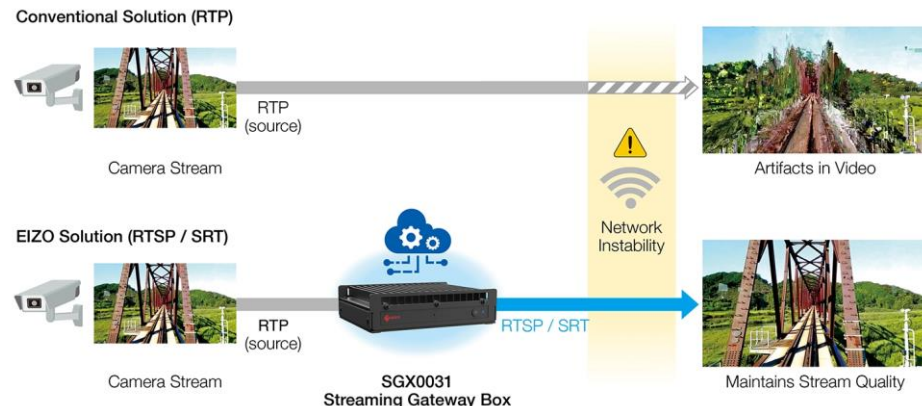 Conventional Solution (RTP)
RTP
(source)
Camera Stream
Artifacts in Video
Network
Instability
EIZO Solution (RTSP / SRT)
RTP
(source)
RTSP / SRT
Camera Stream
SGX0031
Streaming Gateway Box
Maintains Stream Quality